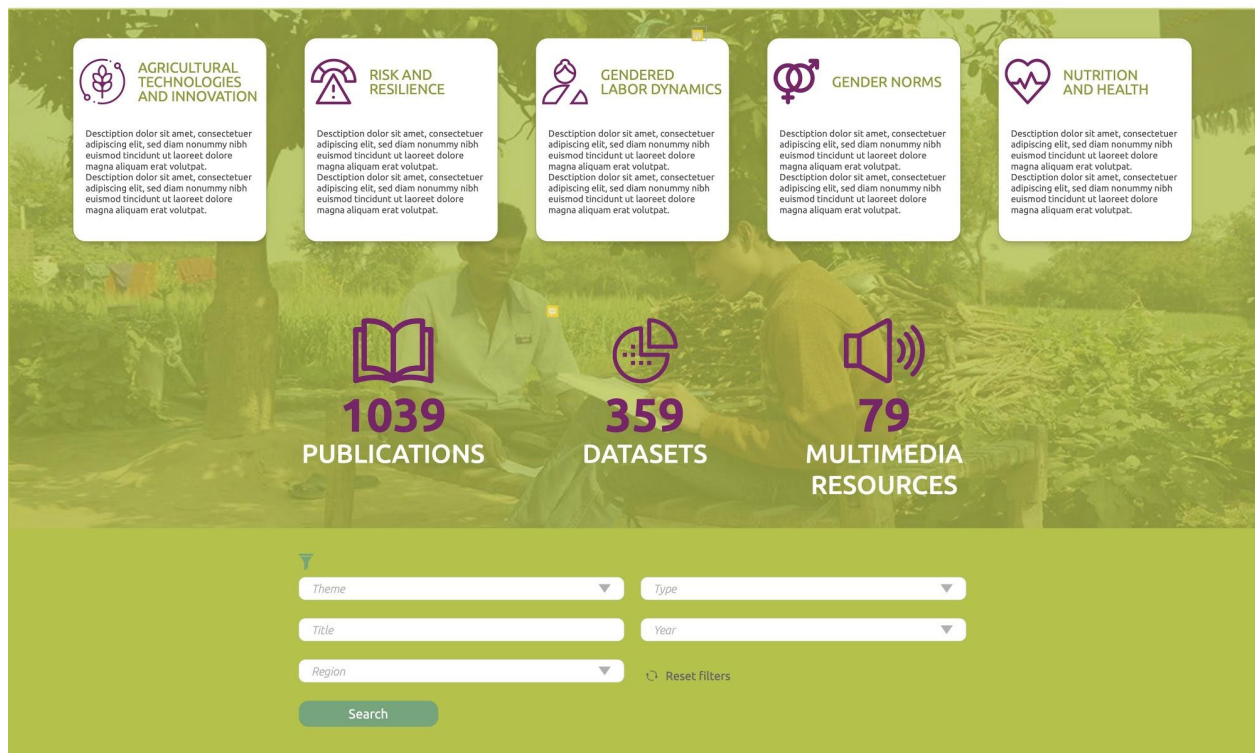 AGRICULTURAL
TECHNOLOGIES
AND INNOVATION
Desctiption dolor sit amet, consectetuer
adipiscing elit, sed diam nonummy nibh
euismod tincidunt ut laoreet dolore
magna aliquam erat volutpat.
Desctiption dolor sit amet, consectetuer
adipiscing elit, sed diam nonummy nibh
euismod tincidunt ut laoreet dolore
magna aliquam erat volutpat.
RISK AND
RESILIENCE
Desctiption dolor sit amet, consectetuer
adipiscing elit, sed diam nonummy nibh
euismod tincidunt ut laoreet dolore
magna aliquam erat volutpat.
Desctiption dolor sit amet, consectetuer
adipiscing elit, sed diam nonummy nibh
euismod tincidunt ut laoreet dolore
magna aliquam erat volutpat.
GENDERED
LABOR DYNAMICS
Desctiption dolor sit amet, consectetuer
adipiscing elit, sed diam nonummy nibh
euismod tincidunt ut laoreet dolore
magna aliquam erat volutpat.
Desctiption dolor sit amet, consectetuer
adipiscing elit, sed diam nonummy nibh
euismod tincidunt ut laoreet dolore
magna aliquam erat volutpat.
GENDER NORMS
Desctiption dolor sit amet, consectetuer
adipiscing elit, sed diam nonummy nibh
euismod tincidunt ut laoreet dolore
magna aliquam erat volutpat.
Desctiption dolor sit amet, consectetuer
adipiscing elit, sed diam nonummy nibh
euismod tincidunt ut laoreet dolore
magna aliquam erat volutpat.
NUTRITION
AND HEALTH
Desctiption dolor sit amet, consectetuer
adipiscing elit, sed diam nonummy nibh
euismod tincidunt ut laoreet dolore
magna aliquam erat volutpat.
Desctiption dolor sit amet, consectetuer
adipiscing elit, sed diam nonummy nibh
euismod tincidunt ut laoreet dolore
magna aliquam erat volutpat.
1039
PUBLICATIONS
359
DATASETS
79
MULTIMEDIA
RESOURCES
Theme
Type
Title
Year
Region
Reset filters
Search